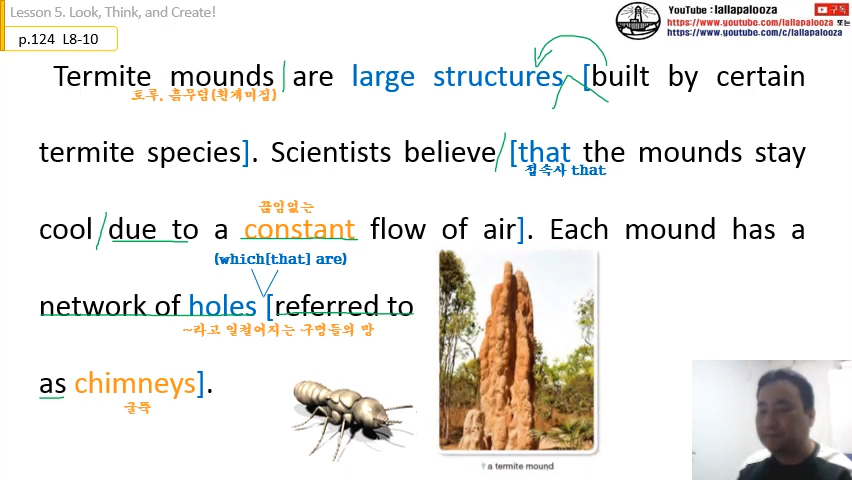 Lesson 5. Look, Think, and Create!
YouTube : lallapalooza 구독
https://www.youtube.com/lallapalooza 또는
https://www.youtube.com/c/lallapalooza
p.124 L8-10
Termite mounds are large structures [built by certain
토루, 흙무덤(흰개미집)
termite species]. Scientists believe [that the mounds stay
접속사 that
끊임없는
cool due to a constant flow of air]. Each mound has a
(which[that] are)
network of holes [referred to
~라고 일컬어지는 구멍들의 망
as chimneys].
굴뚝
a termite mound